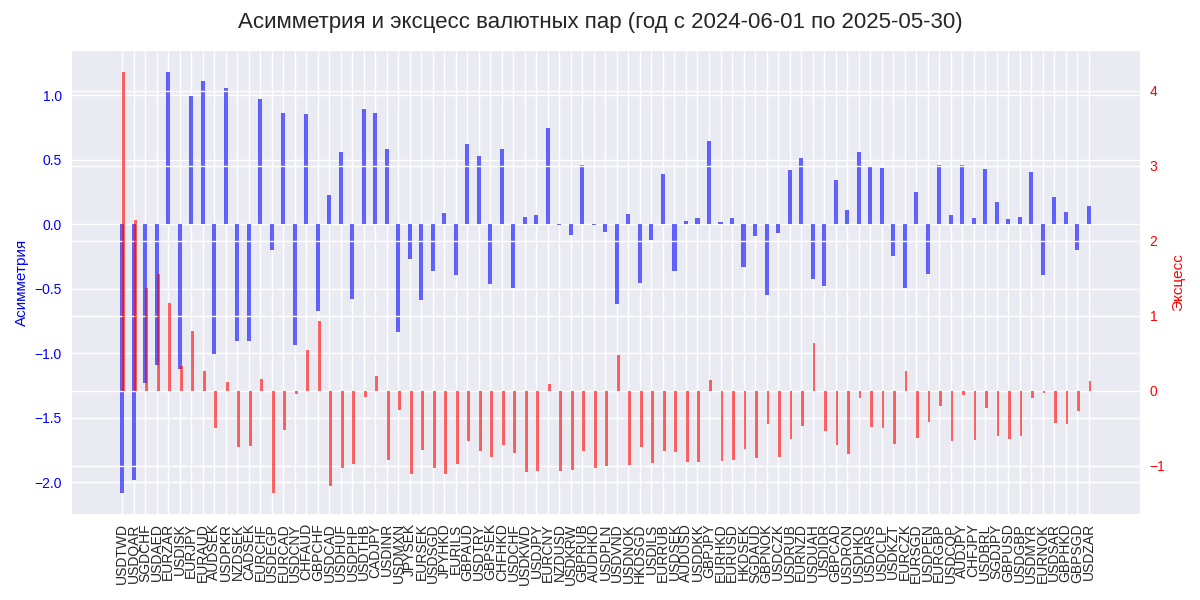 Асимметрия и эксцесс валютных пар (год с 2024-06-01 по 2025-05-30)
Асимметрия
1.0
0.5
0.0
−0.5
−1.0
−1.5
−2.0
4
3
2
1
0
−1
Эксцесс
USDTWD
USDQAR
SGDCHF
USDAED
EURZAR
USDISK
EURJPY
EURAUD
AUDSEK
USDPKR
NZDSEK
CADSEK
EURCHF
USDEGP
EURCAD
USDCNY
CHFAUD
GBPCHF
USDCAD
USDHUF
USDPHP
USDTHB
CADJPY
USDINR
USDMXN
JPYSEK
EURSEK
USDSGD
JPYHKD
EURILS
GBPAUD
USDTRY
GBPSEK
CHFHKD
USDCHF
USDKWD
USDJPY
EURCNY
NZDUSD
USDKRW
GBPRUB
AUDHKD
USDPLN
USDVND
USDNOK
HKDSGD
USDILS
EURRUB
USDSEK
AUDUSD
USDDKK
GBPJPY
EURHKD
EURUSD
HKDSEK
SGDAUD
GBPNOK
USDCZK
USDRUB
EURNZD
USDUAH
USDIDR
GBPCAD
USDRON
USDHKD
USDARS
USDCLP
USDKZT
EURCZK
EURSGD
USDPEN
EURGBP
USDCOP
AUDJPY
CHFJPY
USDBRL
SGDJPY
GBPUSD
USDGBP
USDMYR
EURNOK
USDSAR
GBPHKD
GBPSGD
USDZAR